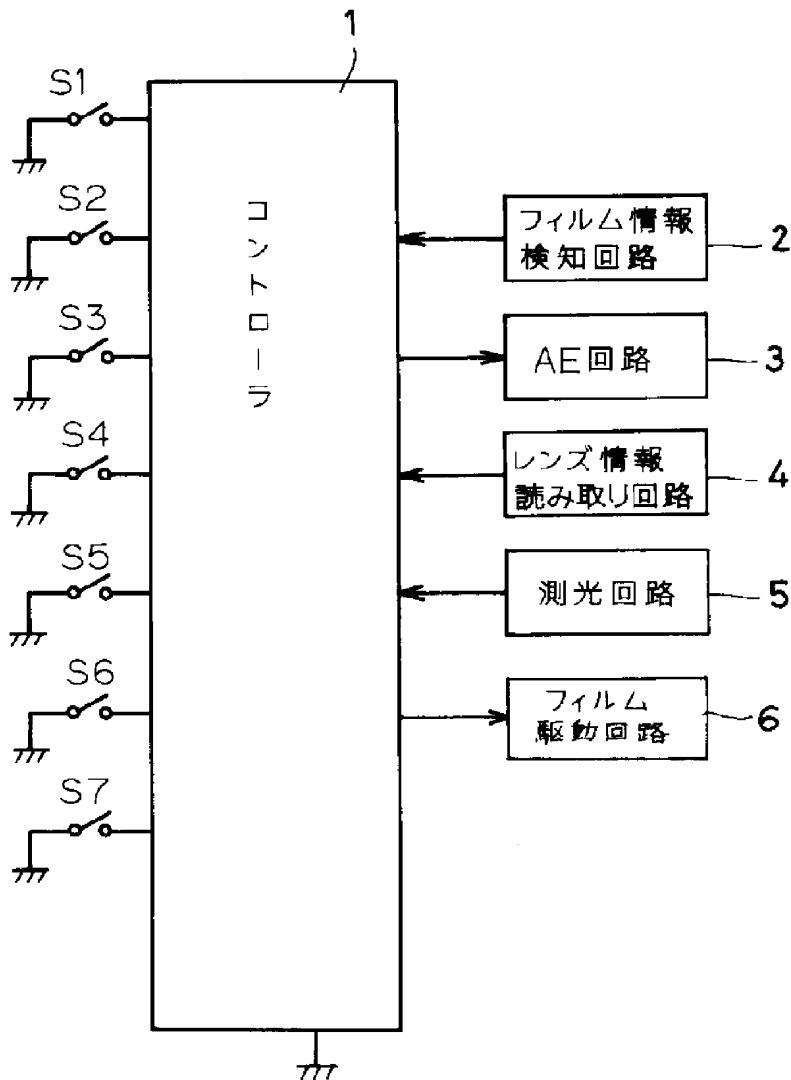 1
S1
S2
S3
S4
S5
S6
S7
コントローラ
フィルム情報
検知回路
2
AE回路
3
レンズ情報
読み取り回路
4
測光回路
5
フィルム
駆動回路
6